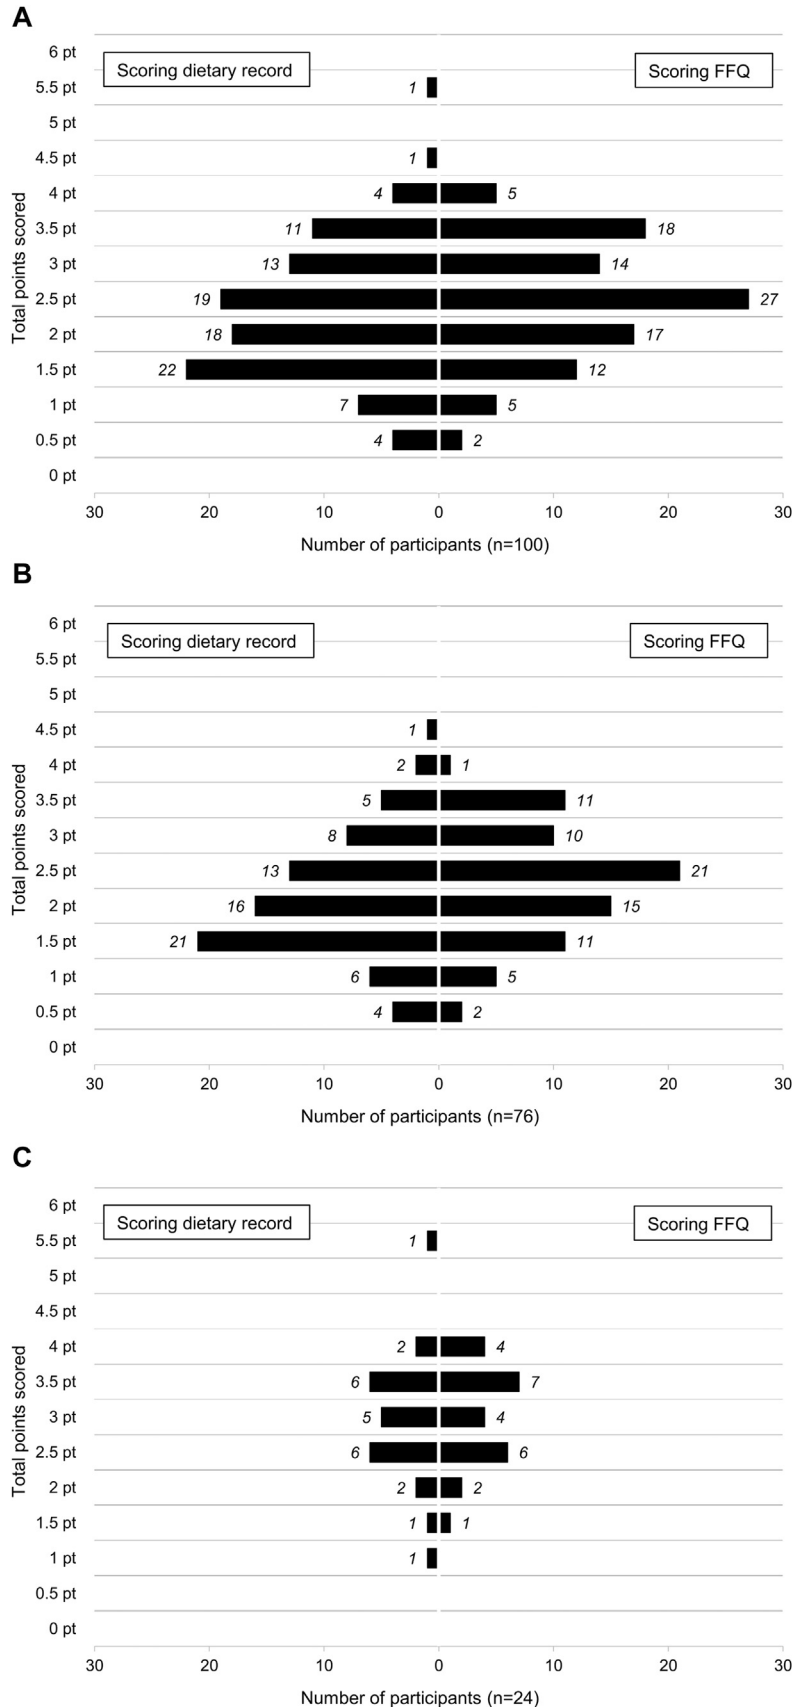 A
6 pt
Scoring dietary record Scoring FFQ
5.5 pt 1
5 pt
4.5 pt 1
4 pt 4 5
3.5 pt 11 18
3 pt 13 14
2.5 pt 19 27
2 pt 18 17
1.5 pt 22 12
1 pt 7 5
0.5 pt 4 2
0 pt
Total points scored
30 20 10 0 10 20 30
Number of participants (n=100)
B
6 pt
Scoring dietary record Scoring FFQ
5.5 pt
5 pt
4.5 pt 1
4 pt 2 1
3.5 pt 5 11
3 pt 8 10
2.5 pt 13 21
2 pt 16 15
1.5 pt 21 11
1 pt 6 5
0.5 pt 4 2
0 pt
Total points scored
30 20 10 0 10 20 30
Number of participants (n=76)
C
6 pt
Scoring dietary record Scoring FFQ
5.5 pt 1
5 pt
4.5 pt
4 pt 2 4
3.5 pt 6 7
3 pt 5 4
2.5 pt 6 6
2 pt 2 2
1.5 pt 1 1
1 pt 1
0.5 pt
0 pt
Total points scored
30 20 10 0 10 20 30
Number of participants (n=24)